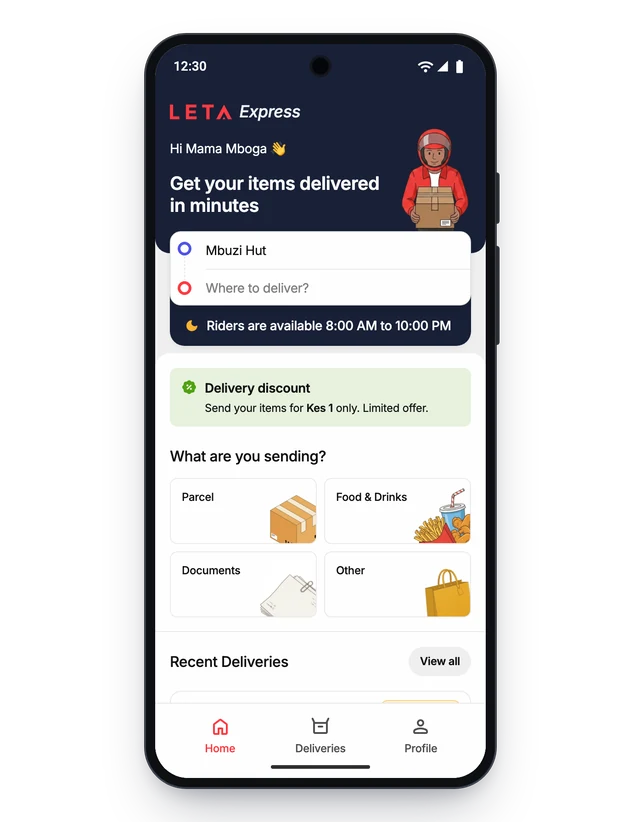 12:30
LETA Express
Hi Mama Mboga 👋
Get your items delivered
in minutes
Mbuzi Hut
Where to deliver?
Riders are available 8:00 AM to 10:00 PM
Delivery discount
Send your items for Kes 1 only. Limited offer.
What are you sending?
Parcel
Food & Drinks
Documents
Other
Recent Deliveries
View all
Home
Deliveries
Profile